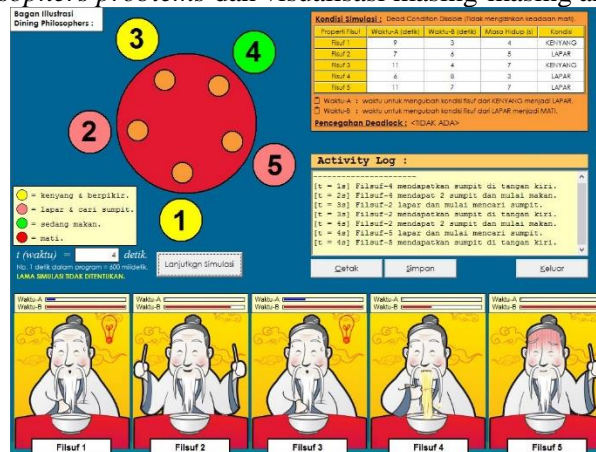 sophers problems dan visualisasi masing-masing
Bagan Illustrasi
Dining Philosophers :
3
4
2
5
1
= kenyang & berpikir.
= lapar & cari sumpit.
= sedang makan.
= mati.
t (waktu) = 4 detik.
No. 1 detik dalam program = 600 milidetik.
LAMA SIMULASI TIDAK DITENTUKAN.
Lanjutkan Simulasi
Kondisi Simulasi : Dead Condition Disable (Tidak mengizinkan keadaan mati).
Properti Filsuf Waktu-A (detik) Waktu-B (detik) Masa Hidup (s) Kondisi
Filsuf 1 9 3 4 KENYANG
Filsuf 2 7 6 5 LAPAR
Filsuf 3 11 4 7 KENYANG
Filsuf 4 6 8 3 LAPAR
Filsuf 5 11 7 7 LAPAR
Waktu-A : waktu untuk mengubah kondisi filsuf dari KENYANG menjadi LAPAR.
Waktu-B : waktu untuk mengubah kondisi filsuf dari LAPAR menjadi MATI.
Pencegahan Deadlock : <TIDAK ADA>
Activity Log :
[t = 1s] Filsuf-4 mendapatkan sumpit di tangan kiri.
[t = 2s] Filsuf-4 mendapat 2 sumpit dan mulai makan.
[t = 3s] Filsuf-2 lapar dan mulai mencari sumpit.
[t = 3s] Filsuf-2 mendapatkan sumpit di tangan kiri.
[t = 4s] Filsuf-2 mendapat 2 sumpit dan mulai makan.
[t = 4s] Filsuf-5 lapar dan mulai mencari sumpit.
[t = 4s] Filsuf-5 mendapatkan sumpit di tangan kiri.
Cetak Simpan Keluar
Waktu-A Waktu-A Waktu-A Waktu-A Waktu-A
Waktu-B Waktu-B Waktu-B Waktu-B Waktu-B
Filsuf 1 Filsuf 2 Filsuf 3 Filsuf 4 Filsuf 5